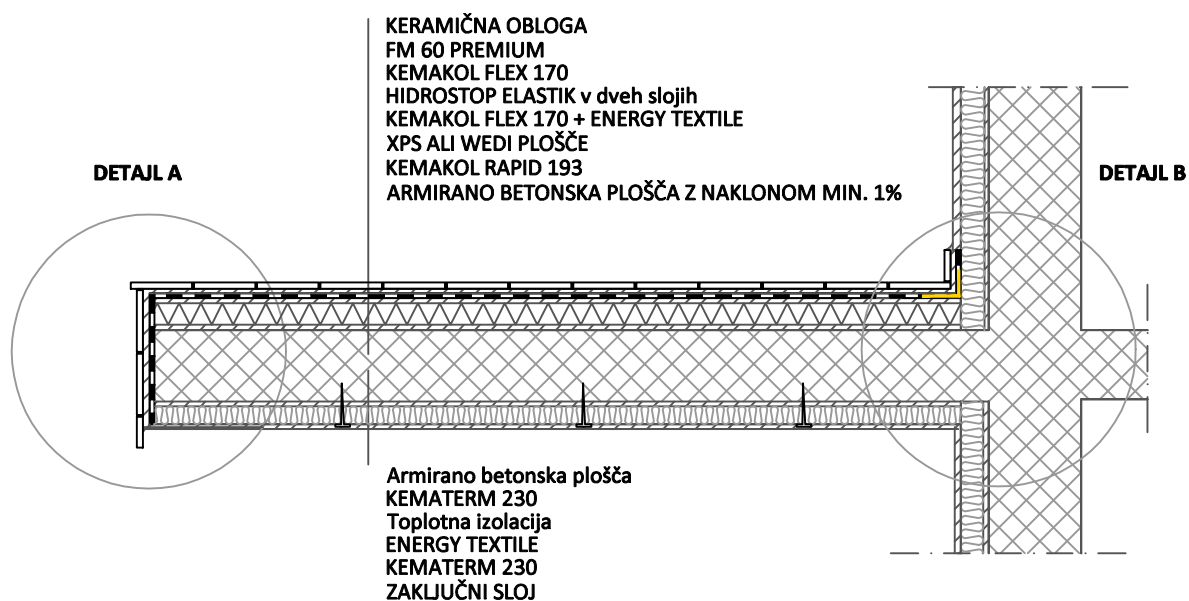 KERAMIČNA OBLOGA
FM 60 PREMIUM
KEMAKOL FLEX 170
HIDROSTOP ELASTIK v dveh slojih
KEMAKOL FLEX 170 + ENERGY TEXTILE
XPS ALI WEDI PLOŠČE
KEMAKOL RAPID 193
ARMIRANO BETONSKA PLOŠČA Z NAKLONOM MIN. 1%
DETAJL A
DETAJL B
Armirano betonska plošča
KEMATERM 230
Toplotna izolacija
ENERGY TEXTILE
KEMATERM 230
ZAKLJUČNI SLOJ